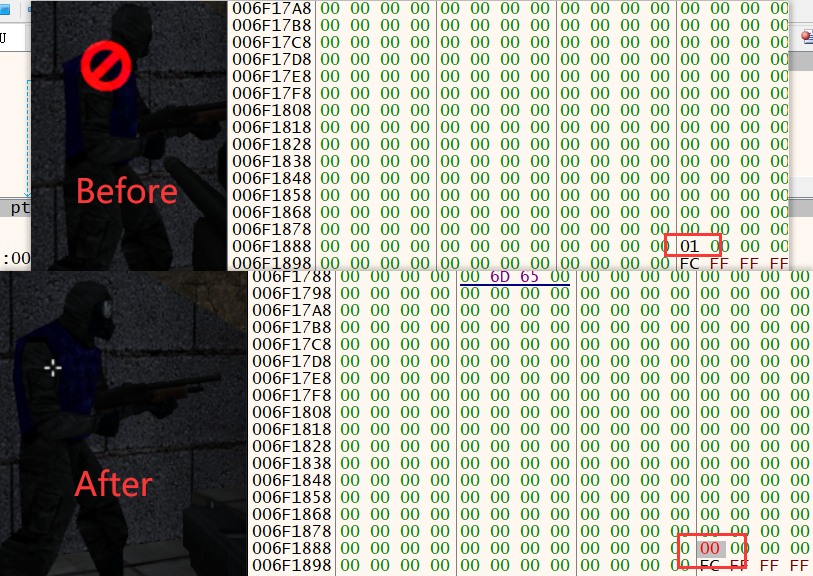 U
006F17A8 00 00 00 00 00 00 00 00 00 00 00 00 00 00 00 00
006F17B8 00 00 00 00 00 00 00 00 00 00 00 00 00 00 00 00
006F17C8 00 00 00 00 00 00 00 00 00 00 00 00 00 00 00 00
006F17D8 00 00 00 00 00 00 00 00 00 00 00 00 00 00 00 00
006F17E8 00 00 00 00 00 00 00 00 00 00 00 00 00 00 00 00
006F17F8 00 00 00 00 00 00 00 00 00 00 00 00 00 00 00 00
006F1808 00 00 00 00 00 00 00 00 00 00 00 00 00 00 00 00
006F1818 00 00 00 00 00 00 00 00 00 00 00 00 00 00 00 00
006F1828 00 00 00 00 00 00 00 00 00 00 00 00 00 00 00 00
006F1838 00 00 00 00 00 00 00 00 00 00 00 00 00 00 00 00
006F1848 00 00 00 00 00 00 00 00 00 00 00 00 00 00 00 00
006F1858 00 00 00 00 00 00 00 00 00 00 00 00 00 00 00 00
006F1868 00 00 00 00 00 00 00 00 00 00 00 00 00 00 00 00
006F1878 00 00 00 00 00 00 00 00 00 00 00 00 00 00 00 00
006F1888 00 00 00 00 00 00 00 00 00 00 00 00 01 00 00 00
006F1898 00 00 00 00 00 00 00 00 00 00 00 00 FC FF FF FF
Before
pt
:00
006F1788 00 00 00 00 00 6D 65 00 00 00 00 00 00 00 00 00
006F1798 00 00 00 00 00 00 00 00 00 00 00 00 00 00 00 00
006F17A8 00 00 00 00 00 00 00 00 00 00 00 00 00 00 00 00
006F17B8 00 00 00 00 00 00 00 00 00 00 00 00 00 00 00 00
006F17C8 00 00 00 00 00 00 00 00 00 00 00 00 00 00 00 00
006F17D8 00 00 00 00 00 00 00 00 00 00 00 00 00 00 00 00
006F17E8 00 00 00 00 00 00 00 00 00 00 00 00 00 00 00 00
006F17F8 00 00 00 00 00 00 00 00 00 00 00 00 00 00 00 00
006F1808 00 00 00 00 00 00 00 00 00 00 00 00 00 00 00 00
006F1818 00 00 00 00 00 00 00 00 00 00 00 00 00 00 00 00
006F1828 00 00 00 00 00 00 00 00 00 00 00 00 00 00 00 00
006F1838 00 00 00 00 00 00 00 00 00 00 00 00 00 00 00 00
006F1848 00 00 00 00 00 00 00 00 00 00 00 00 00 00 00 00
006F1858 00 00 00 00 00 00 00 00 00 00 00 00 00 00 00 00
006F1868 00 00 00 00 00 00 00 00 00 00 00 00 00 00 00 00
006F1878 00 00 00 00 00 00 00 00 00 00 00 00 00 00 00 00
006F1888 00 00 00 00 00 00 00 00 00 00 00 00 00 00 00 00
006F1898 00 00 00 00 00 00 00 00 00 00 00 00 FC FF FF FF
After